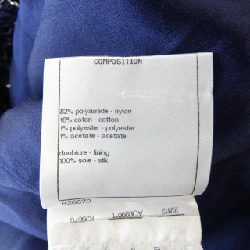 COMPOSITION
82% polyamide - nylon
10% coton - cotton
7% polyester - polyester
1% acetate - acetate
doublure - lining
100% soie - silk